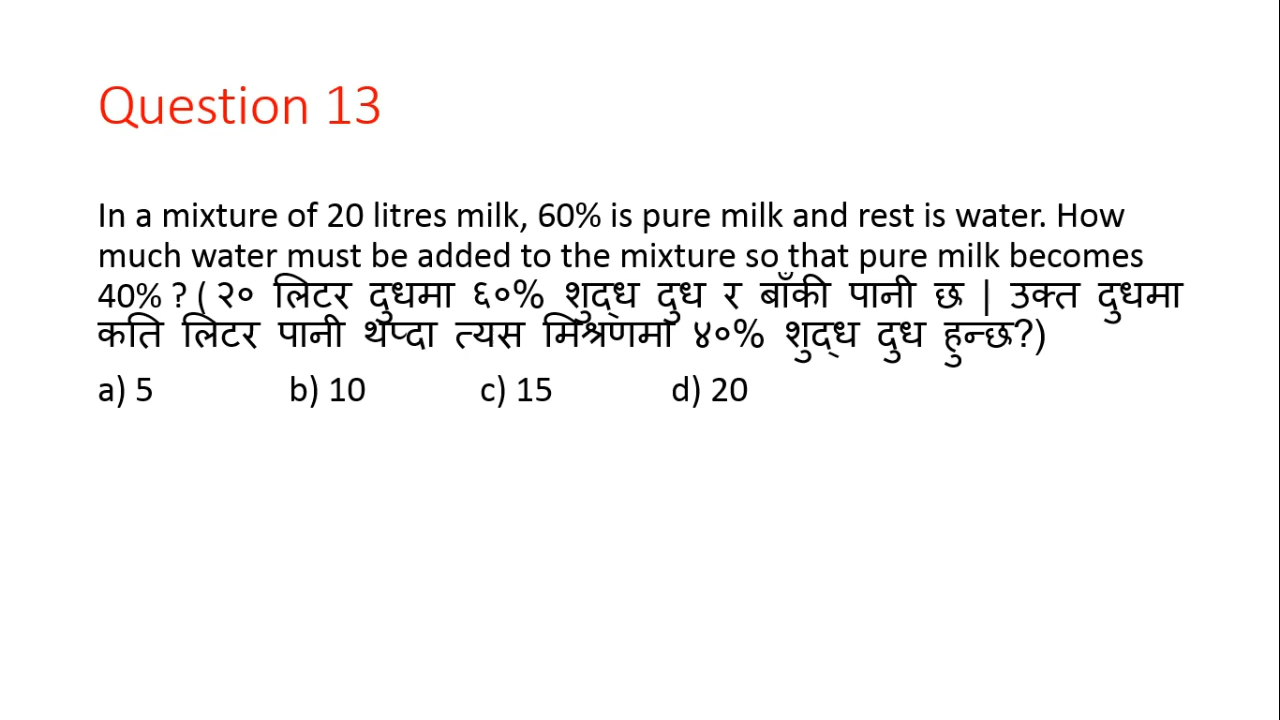 Question 13
In a mixture of 20 litres milk, 60% is pure milk and rest is water. How
much water must be added to the mixture so that pure milk becomes
40% ? ( २० लिटर दुधमा ६०% शुद्ध दुध र बाँकी पानी छ | उक्त दुधमा
कति लिटर पानी थप्दा त्यस मिश्रणमा ४०% शुद्ध दुध हुन्छ?)
a) 5 b) 10 c) 15 d) 20